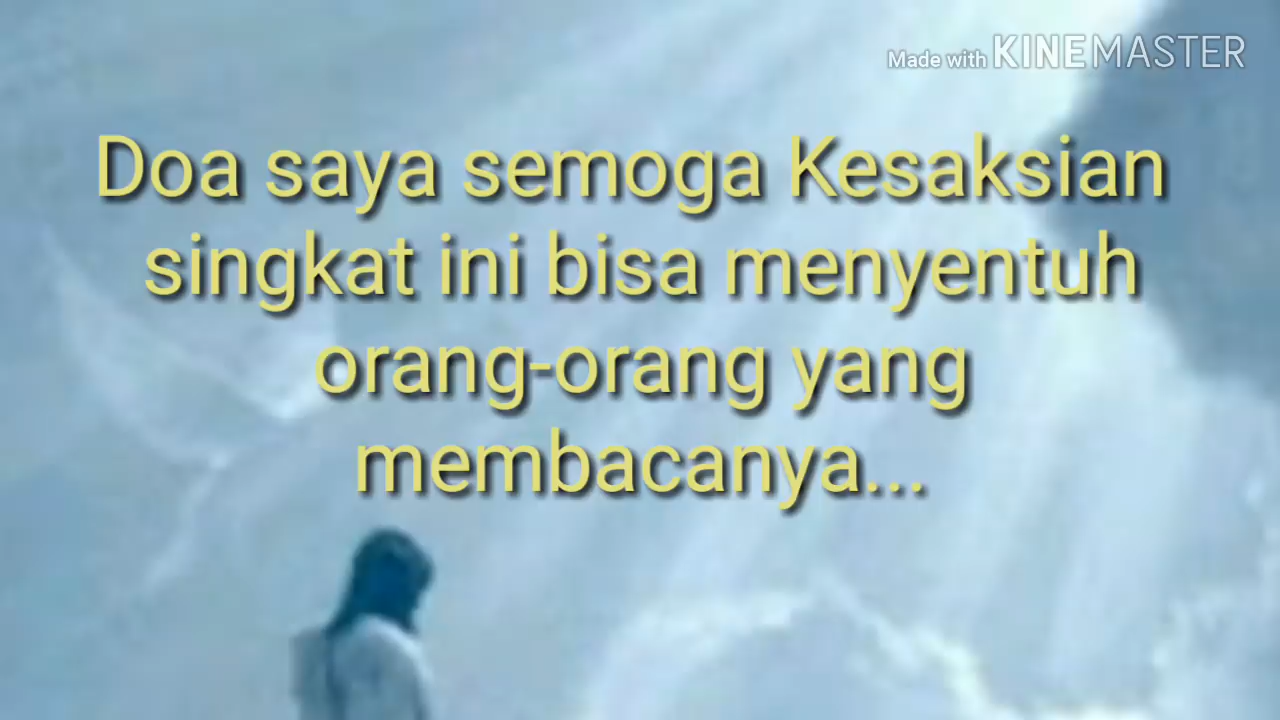 Made with KINEMASTER
Doa saya semoga Kesaksian
singkat ini bisa menyentuh
orang-orang yang
membacanya...